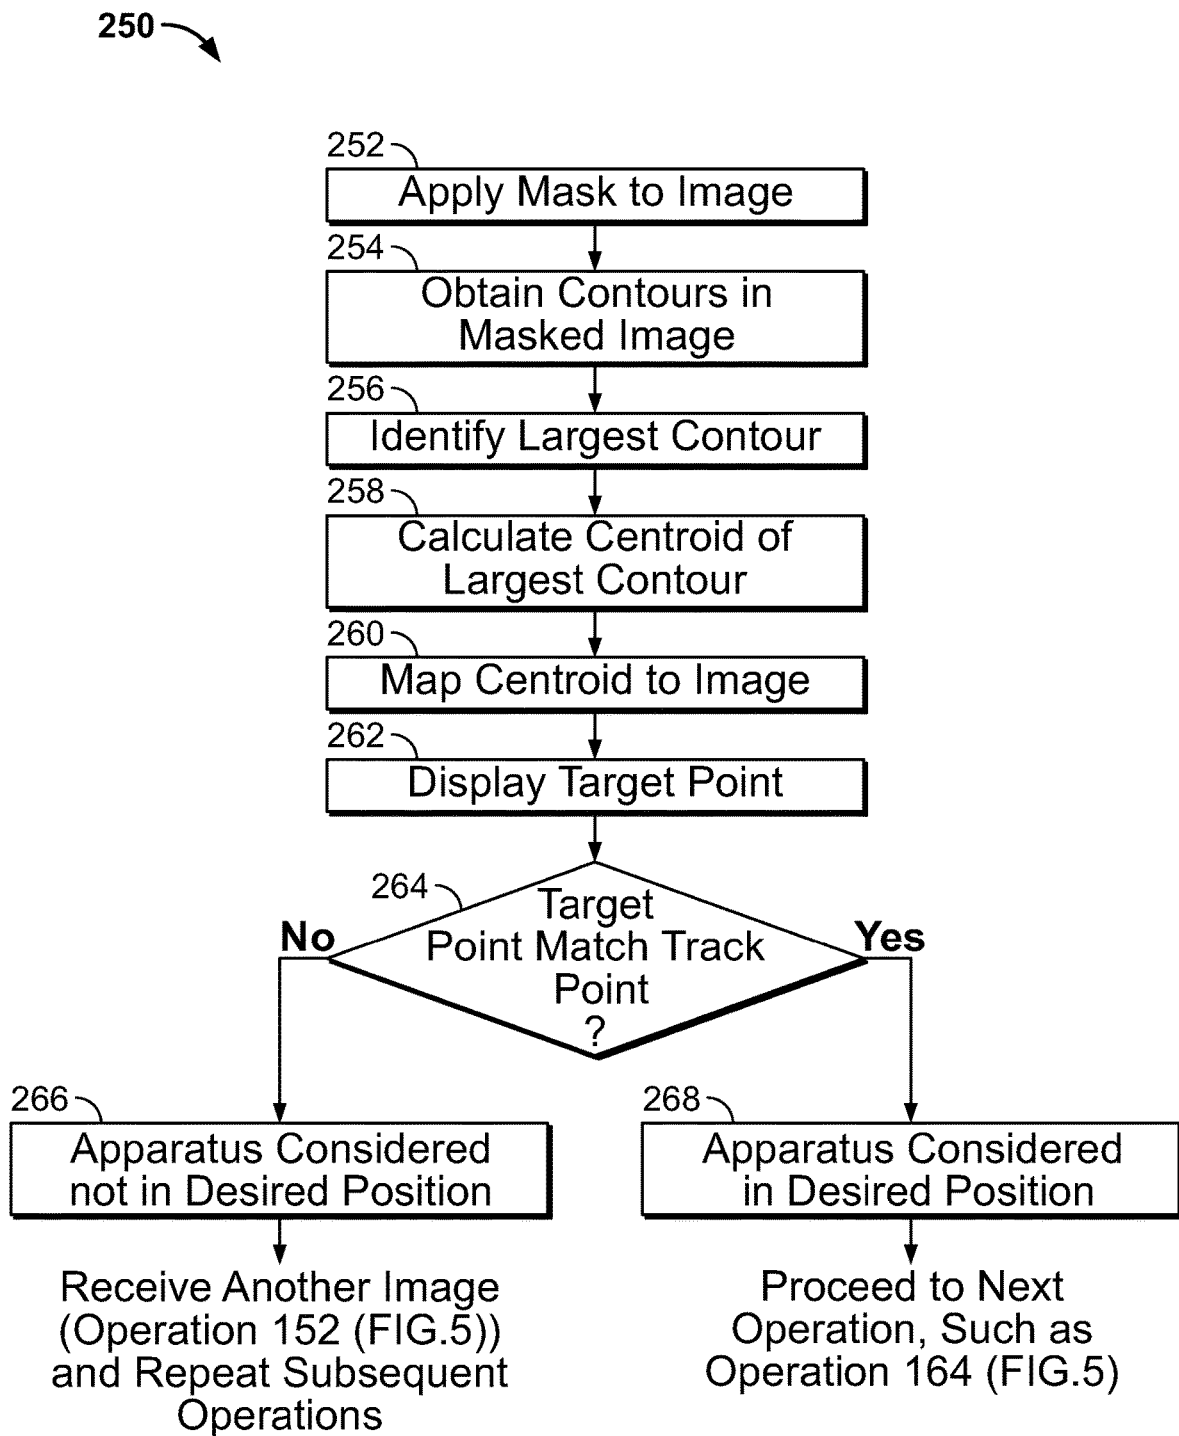 250
252
Apply Mask to Image
254
Obtain Contours in
Masked Image
256
Identify Largest Contour
258
Calculate Centroid of
Largest Contour
260
Map Centroid to Image
262
Display Target Point
264
Target
Point Match Track
Point
?
No
Yes
266
Apparatus Considered
not in Desired Position
268
Apparatus Considered
in Desired Position
Receive Another Image
(Operation 152 (FIG.5))
and Repeat Subsequent
Operations
Proceed to Next
Operation, Such as
Operation 164 (FIG.5)